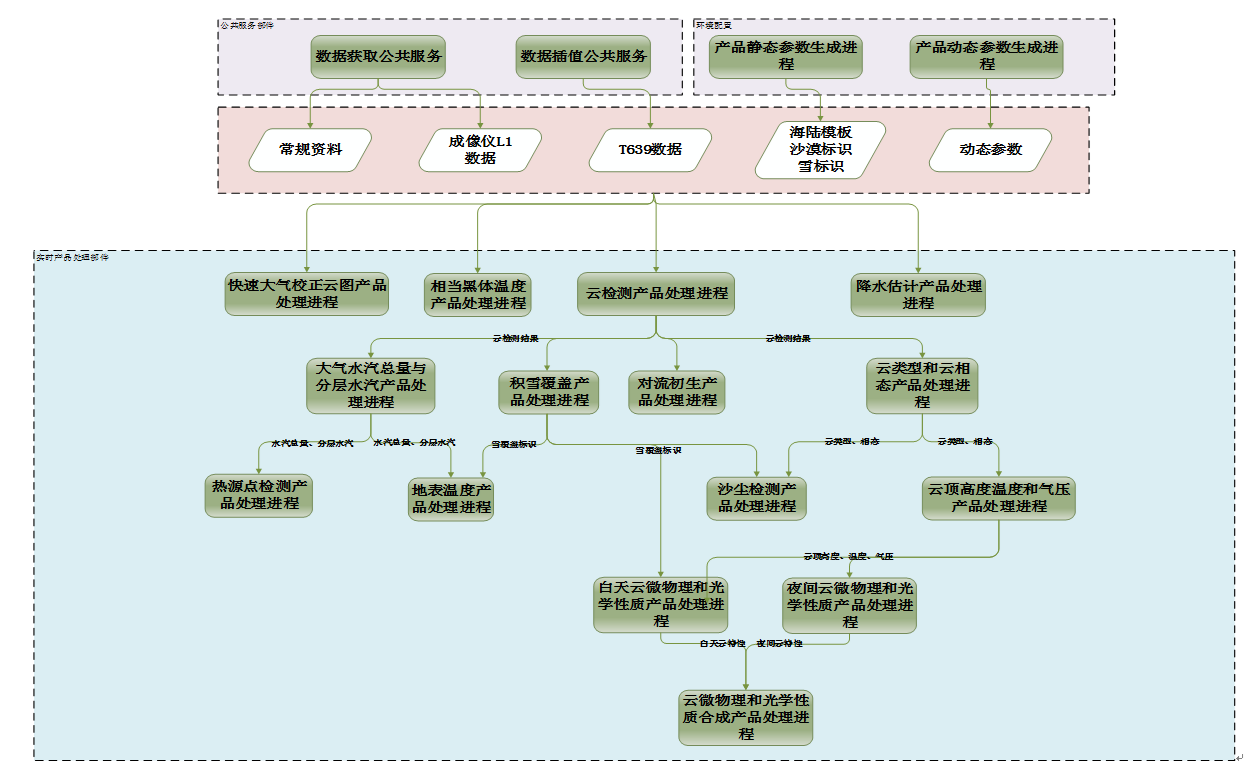 公共服务部件
环境配置
数据获取公共服务
数据插值公共服务
产品静态参数生成进
程
产品动态参数生成进
程
常规资料
成像仪L1
数据
T639数据
海陆模板
沙漠标识
雪标识
动态参数
实时产品处理部件
快速大气校正云图产品
处理进程
相当黑体温度
产品处理进程
云检测产品处理进程
降水估计产品处理
进程
云检测结果
云检测结果
大气水汽总量与
分层水汽产品处
理进程
积雪覆盖产
品处理进程
对流初生产
品处理进程
云类型和云相
态产品处理进
程
水汽总量、分层水汽
水汽总量、分层水汽
雪覆盖标识
雪覆盖标识
云类型、相态
云类型、相态
热源点检测产
品处理进程
地表温度产
品处理进程
沙尘检测产
品处理进程
云顶高度温度和气压
产品处理进程
云顶高度、温度、气压
白天云微物理和光
学性质产品处理进
程
夜间云微物理和光
学性质产品处理进
程
白天云特性
夜间云特性
云微物理和光学性
质合成产品处理进
程